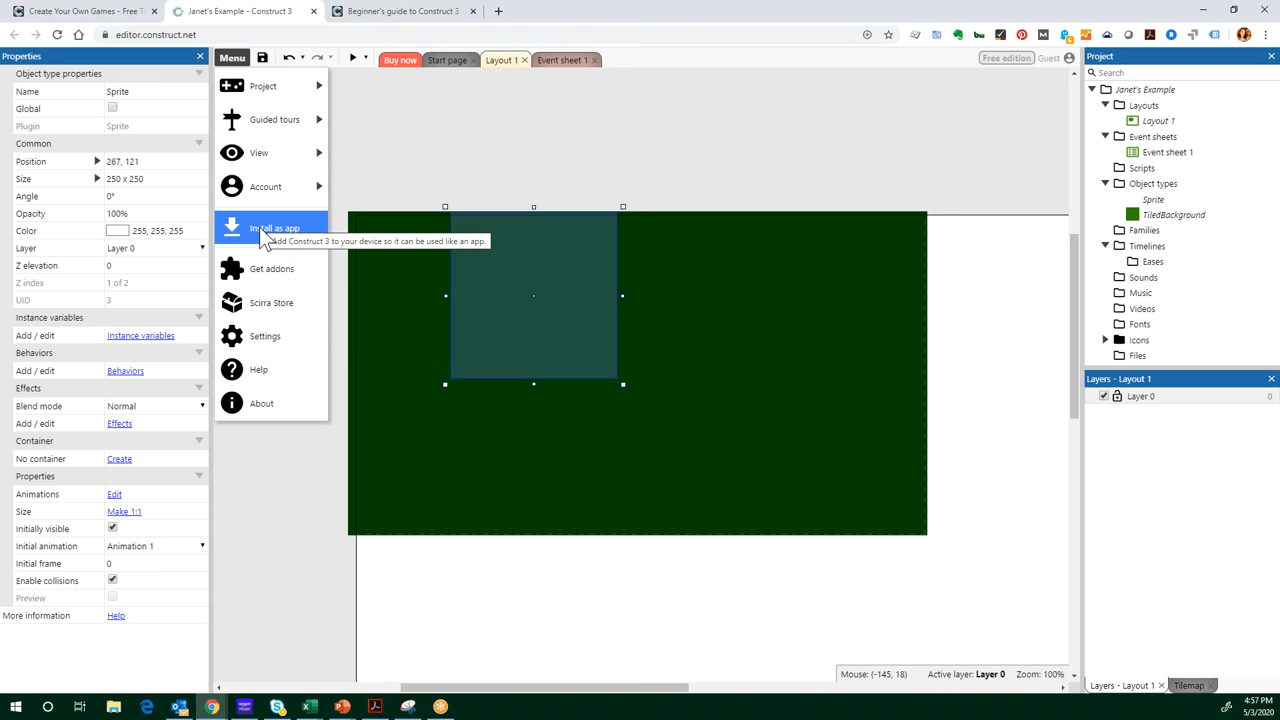 Create Your Own Games - Free T
Janet's Example - Construct 3
Beginner's guide to Construct 3
editor.construct.net
Properties
Menu
Buy now
Start page
Layout 1
Event sheet 1
Free edition
Guest
Project
Object type properties
Name
Sprite
Global
Plugin
Sprite
Common
Position
267, 121
Size
250 x 250
Angle
0°
Opacity
100%
Color
255, 255, 255
Layer
Layer 0
Z elevation
0
Z index
1 of 2
UID
3
Instance variables
Add / edit
Instance variables
Behaviors
Add / edit
Behaviors
Effects
Blend mode
Normal
Add / edit
Effects
Container
No container
Create
Properties
Animations
Edit
Size
Make 1:1
Initially visible
Initial animation
Animation 1
Initial frame
0
Enable collisions
Preview
More information
Help
Project
Guided tours
View
Account
Install as app
Add Construct 3 to your device so it can be used like an app.
Get addons
Scirra Store
Settings
Help
About
Mouse: (-145, 18)
Active layer: Layer 0
Zoom: 100%
Search
Janet's Example
Layouts
Layout 1
Event sheets
Event sheet 1
Scripts
Object types
Sprite
TiledBackground
Families
Timelines
Eases
Sounds
Music
Videos
Fonts
Icons
Files
Layers - Layout 1
Layer 0
0
Layers - Layout 1
Tilemap
4:57 PM
5/3/2020